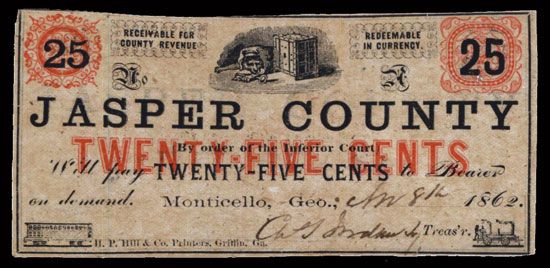 25
RECEIVABLE FOR
COUNTY REVENUE
REDEEMABLE
IN CURRENCY.
25
No
A
JASPER COUNTY
By order of the Inferior Court
TWENTY-FIVE CENTS
Will pay TWENTY-FIVE CENTS to Bearer
on demand. Monticello, Geo., 8th 1862.
Treas'r.
H. P. Hill & Co. Printers, Griffin, Ga.